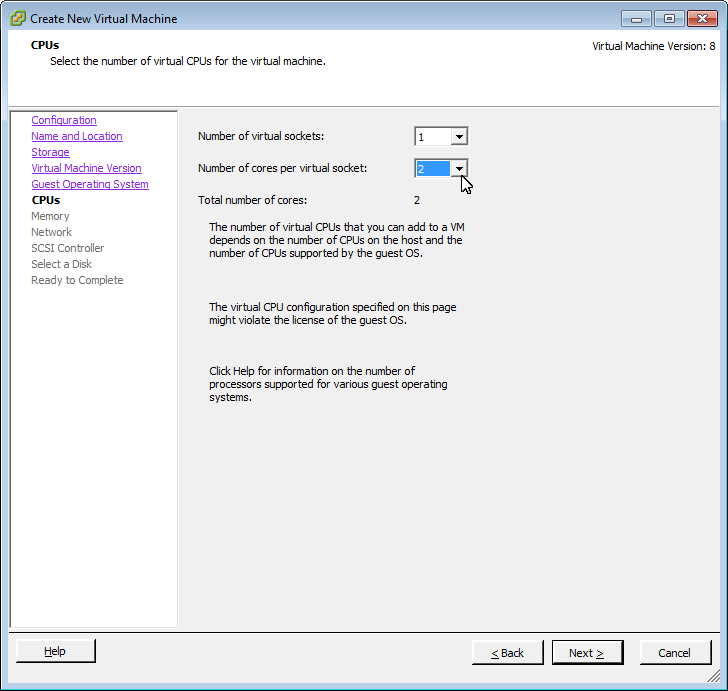 Create New Virtual Machine
CPUs
Select the number of virtual CPUs for the virtual machine.
Virtual Machine Version: 8
Configuration
Name and Location
Storage
Virtual Machine Version
Guest Operating System
CPUs
Memory
Network
SCSI Controller
Select a Disk
Ready to Complete
Number of virtual sockets: 1
Number of cores per virtual socket: 2
Total number of cores: 2
The number of virtual CPUs that you can add to a VM
depends on the number of CPUs on the host and the
number of CPUs supported by the guest OS.
The virtual CPU configuration specified on this page
might violate the license of the guest OS.
Click Help for information on the number of
processors supported for various guest operating
systems.
Help
< Back
Next >
Cancel